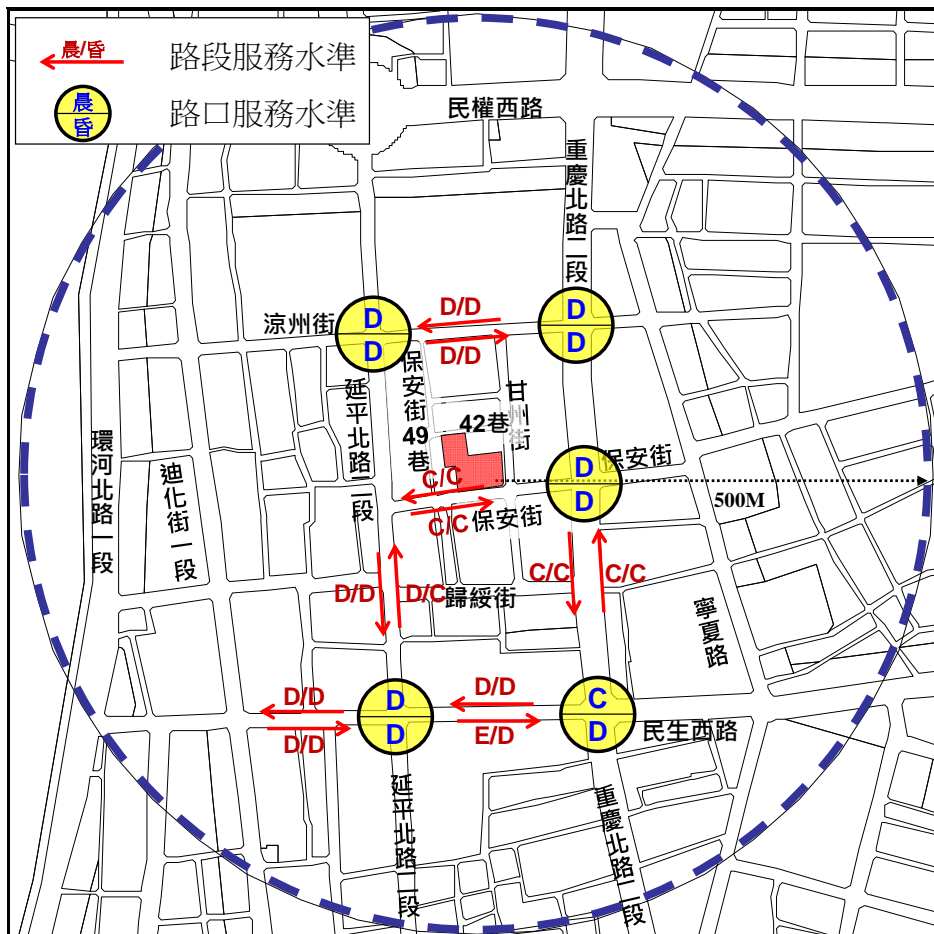 晨/昏
路段服務水準
晨
昏
路口服務水準
民權西路
重慶北路二段
D
D
D/D
D
D
涼州街
D/D
保安街49巷
甘州街
延平北路二段
42巷
環河北路一段
迪化街一段
D
D
保安街
C/C
500M
C/C
保安街
D/D
D/C
C/C
C/C
歸綏街
寧夏路
D/D
D
D
D/D
C
D
D/D
E/D
民生西路
延平北路二段
重慶北路二段